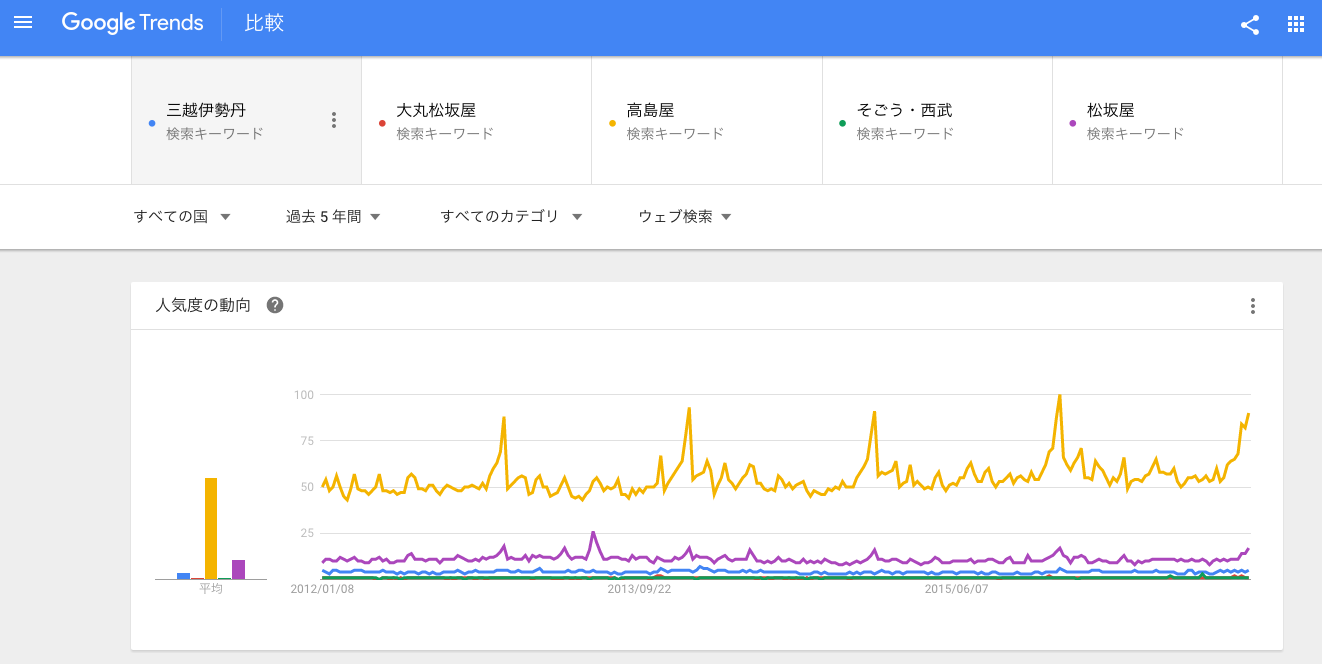 Google Trends 比較
三越伊勢丹
検索キーワード
大丸松坂屋
検索キーワード
高島屋
検索キーワード
そごう・西武
検索キーワード
松坂屋
検索キーワード
すべての国 過去 5 年間 すべてのカテゴリ ウェブ検索
人気度の動向 ?
100
75
50
25
平均 2012/01/08 2013/09/22 2015/06/07